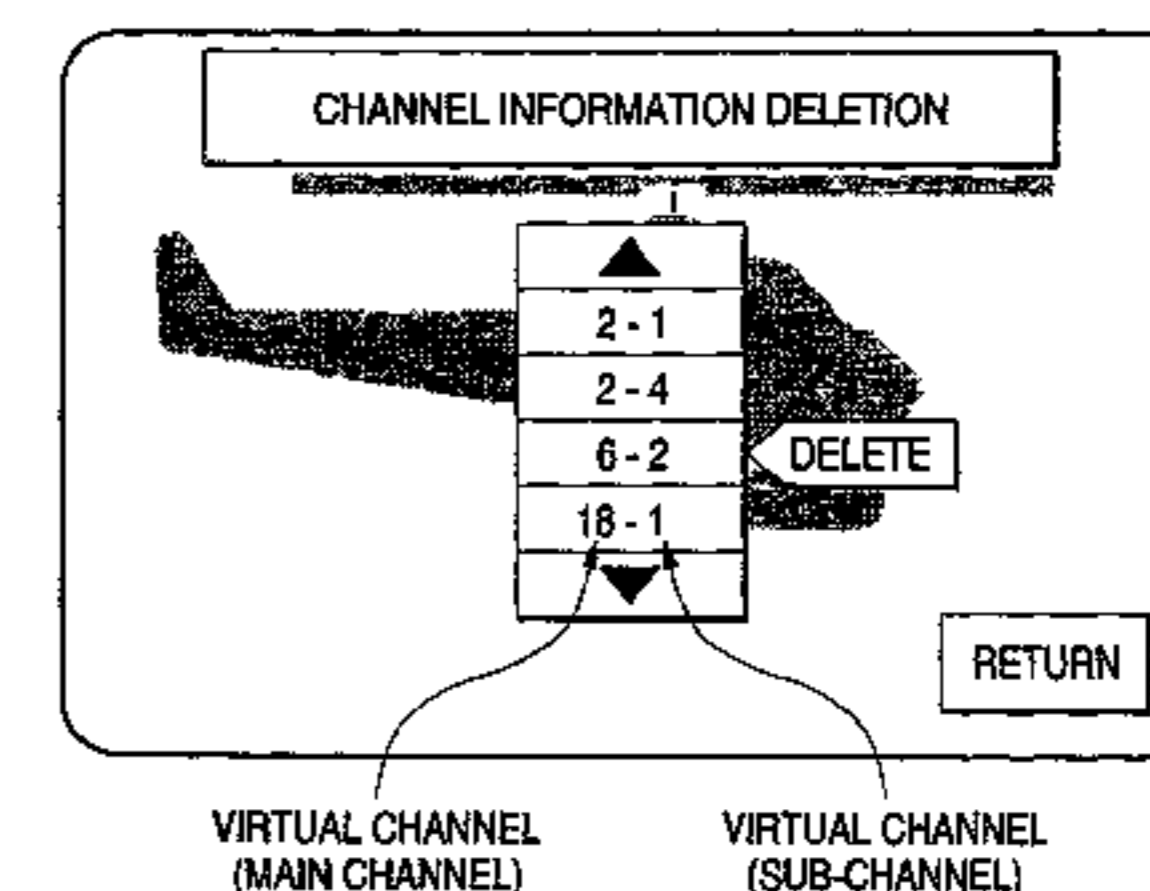 CHANNEL INFORMATION DELETION
▲
2 - 1
2 - 4
6 - 2
DELETE
18 - 1
▼
RETURN
VIRTUAL CHANNEL
(MAIN CHANNEL)
VIRTUAL CHANNEL
(SUB-CHANNEL)